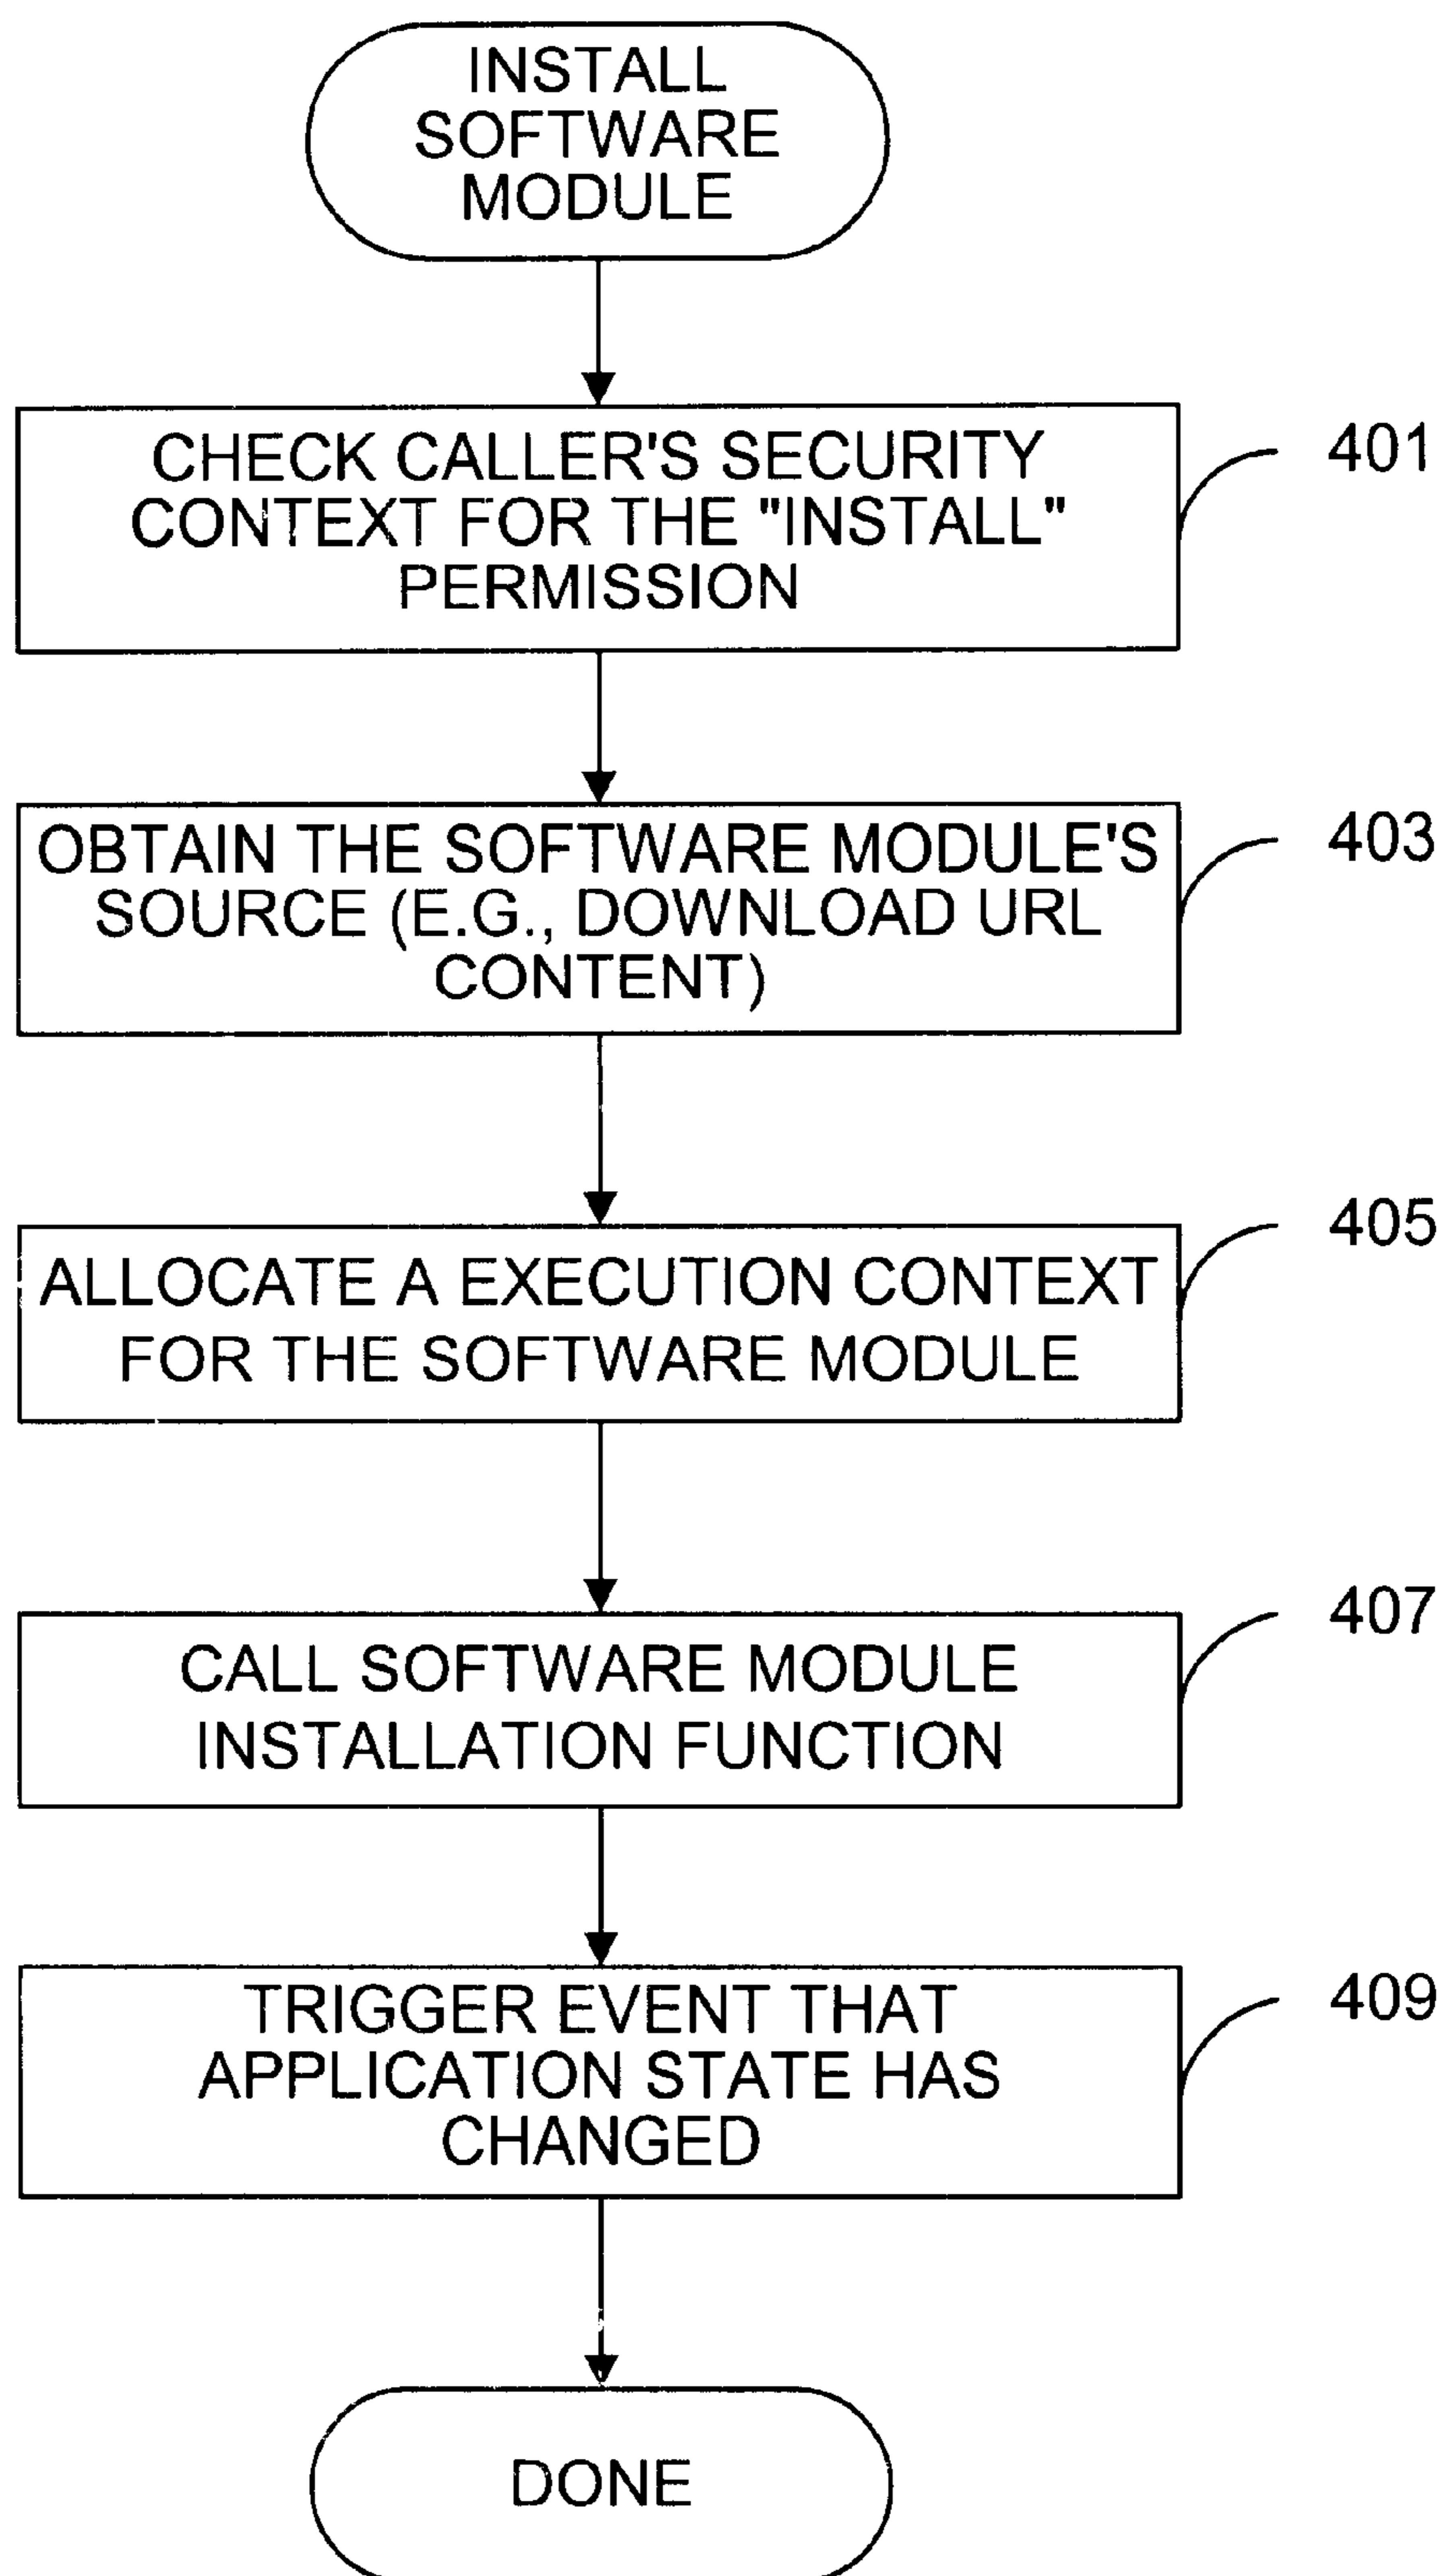 INSTALL
SOFTWARE
MODULE
CHECK CALLER'S SECURITY
CONTEXT FOR THE "INSTALL"
PERMISSION
401
OBTAIN THE SOFTWARE MODULE'S
SOURCE (E.G., DOWNLOAD URL
CONTENT)
403
ALLOCATE A EXECUTION CONTEXT
FOR THE SOFTWARE MODULE
405
CALL SOFTWARE MODULE
INSTALLATION FUNCTION
407
TRIGGER EVENT THAT
APPLICATION STATE HAS
CHANGED
409
DONE